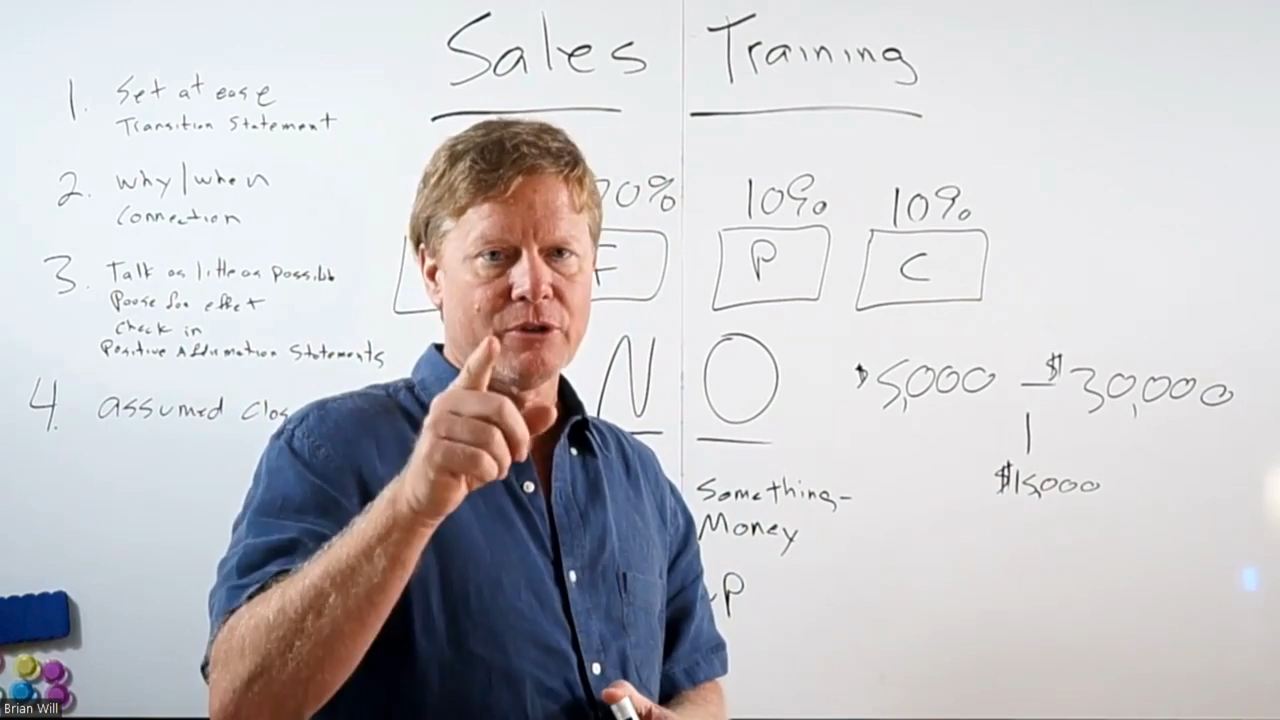 Sales Training
1. Set at ease
Transition Statement
2. Why/when
connection
3. Talk as little as possible
Pause for effect
check in
Positive Affirmation Statements
4. assumed clos
0% 10% 10%
F P C
N O
$5,000 – $30,000
$15,000
Something-
Money
P
Brian Will